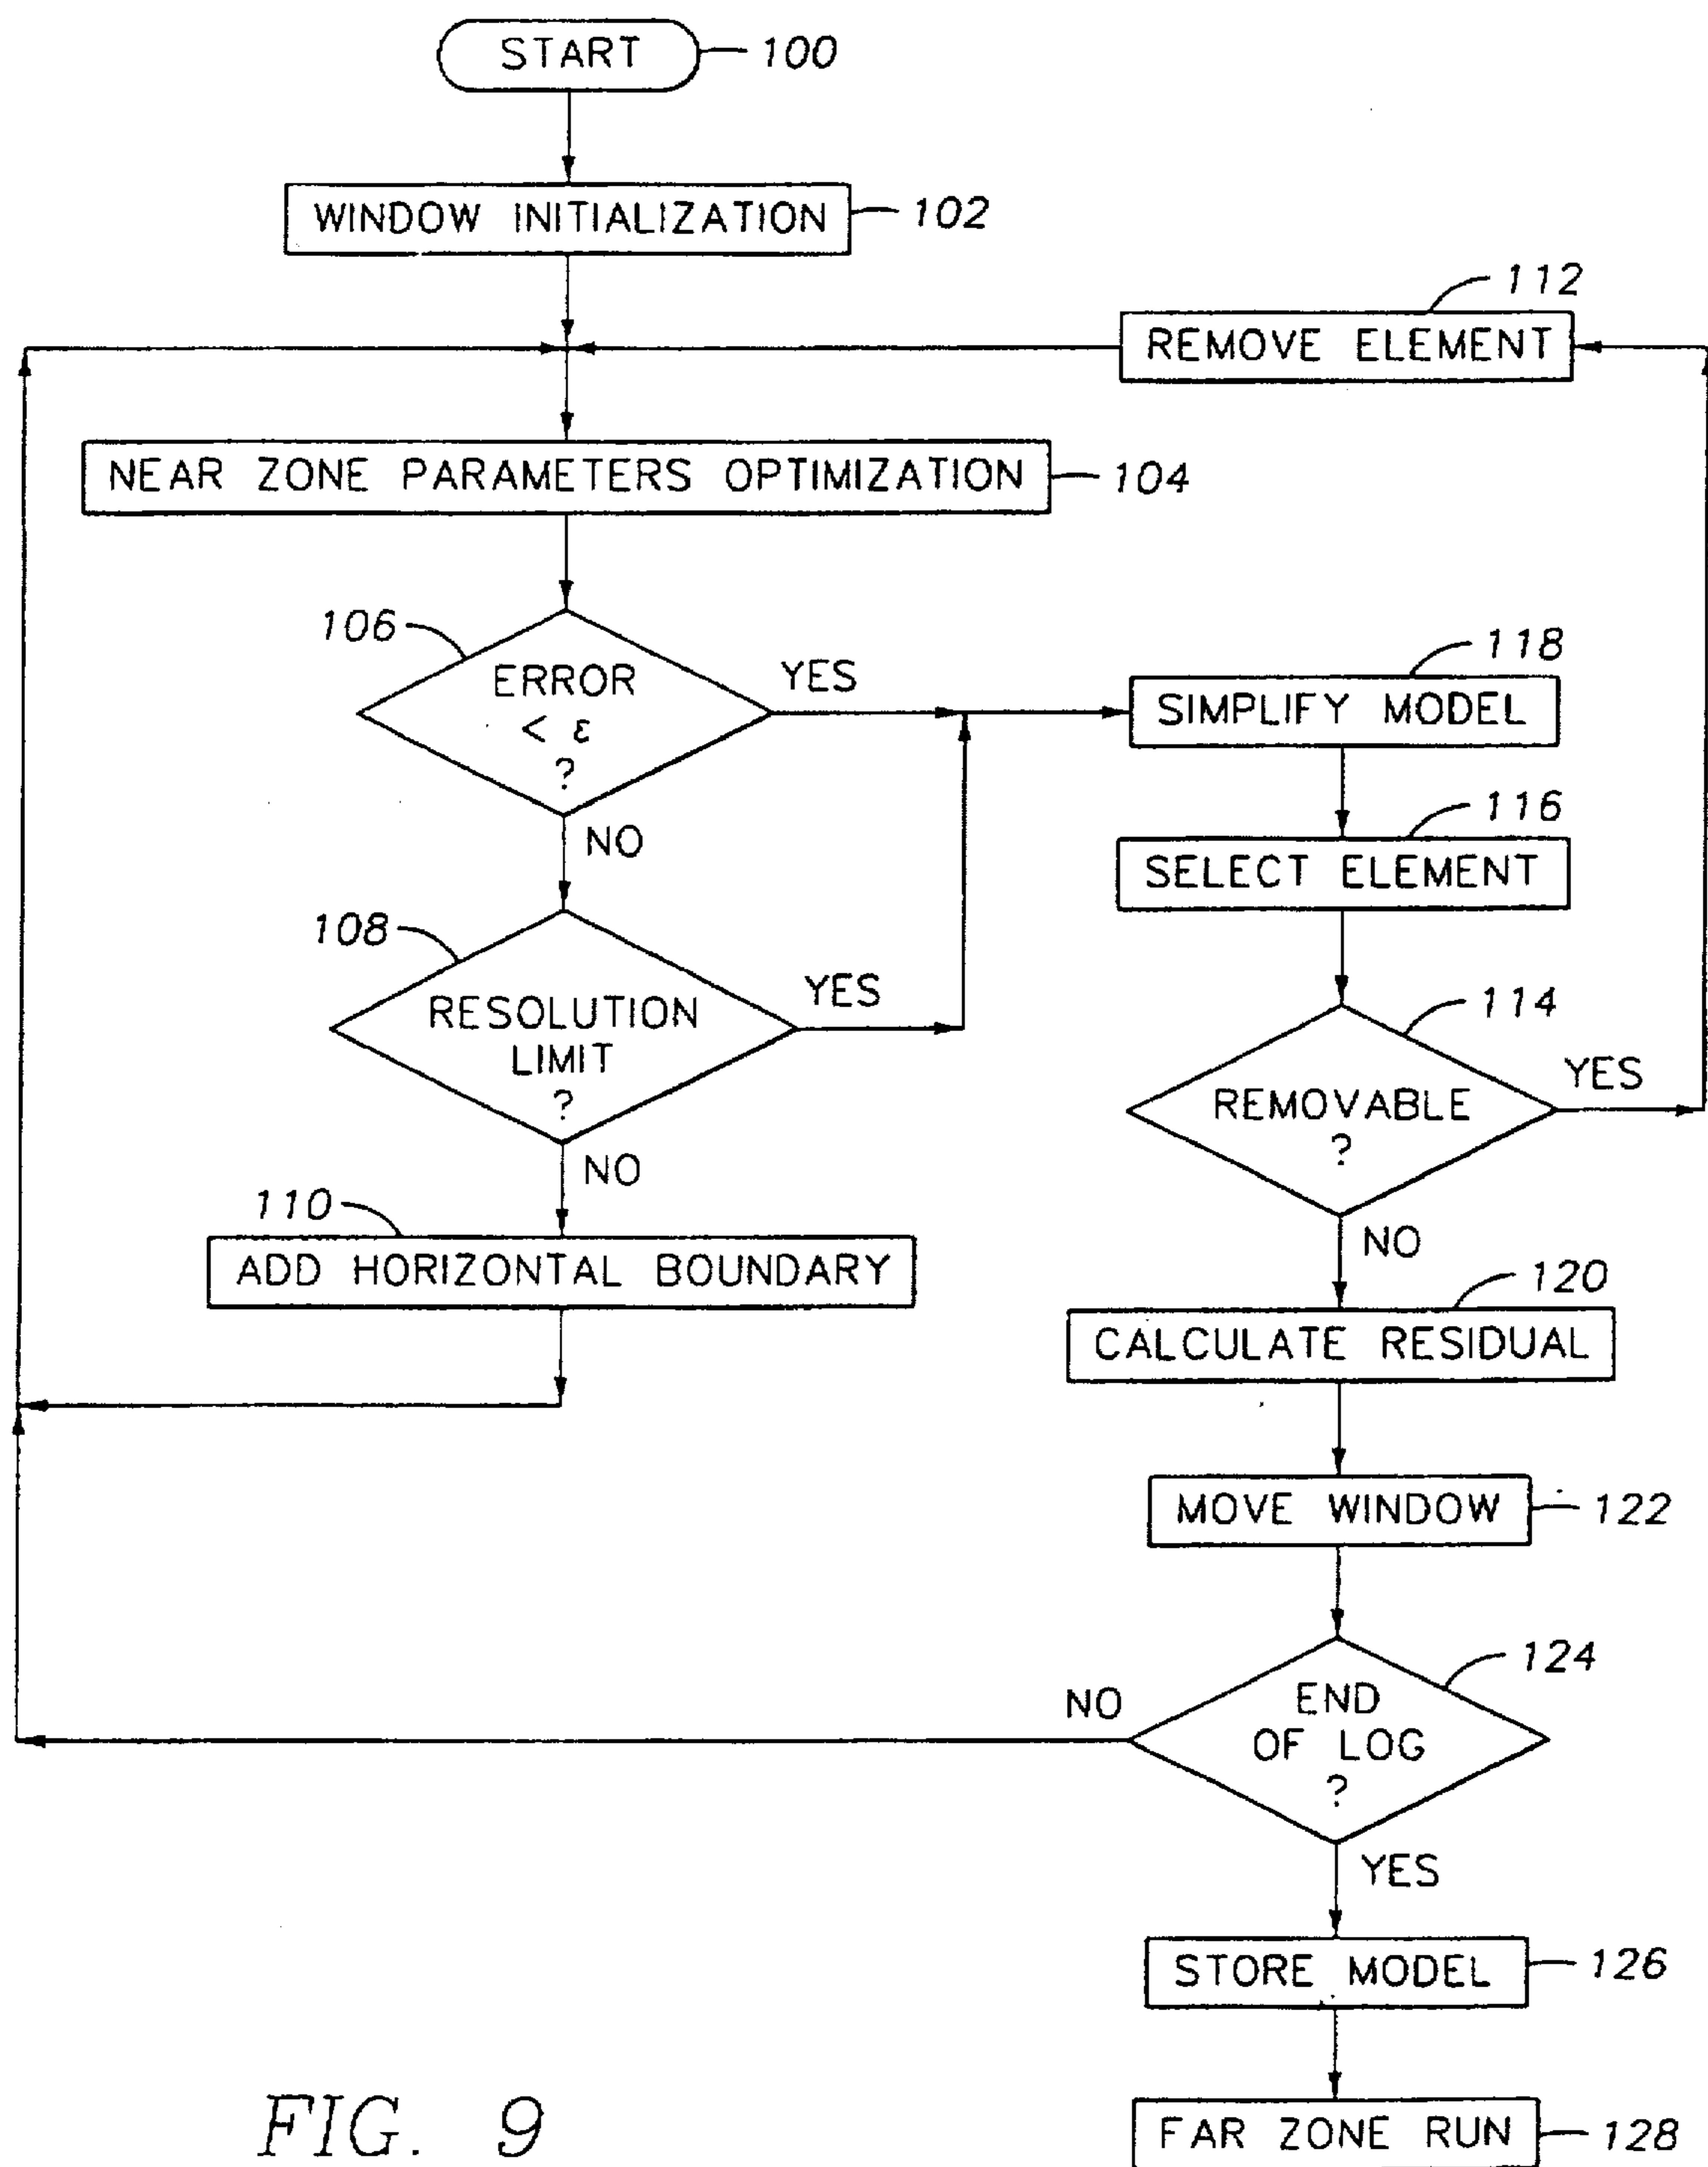 START
100
WINDOW INITIALIZATION
102
112
REMOVE ELEMENT
NEAR ZONE PARAMETERS OPTIMIZATION
104
106
ERROR
< ε
?
YES
NO
118
SIMPLIFY MODEL
116
SELECT ELEMENT
108
RESOLUTION
LIMIT
?
YES
NO
114
REMOVABLE
?
YES
NO
110
ADD HORIZONTAL BOUNDARY
120
CALCULATE RESIDUAL
MOVE WINDOW
122
124
END
OF LOG
?
NO
YES
STORE MODEL
126
FAR ZONE RUN
128
FIG. 9